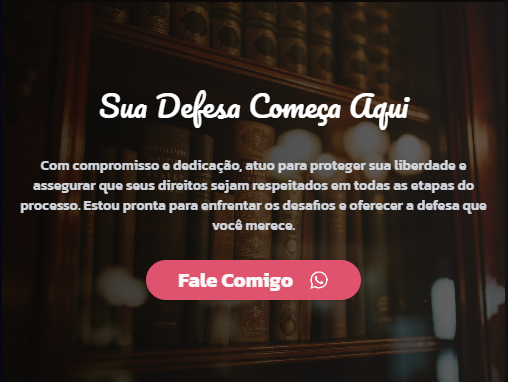 Sua Defesa Começa Aqui
Com compromisso e dedicação, atuo para proteger sua liberdade e
assegurar que seus direitos sejam respeitados em todas as etapas do
processo. Estou pronta para enfrentar os desafios e oferecer a defesa que
você merece.
Fale Comigo